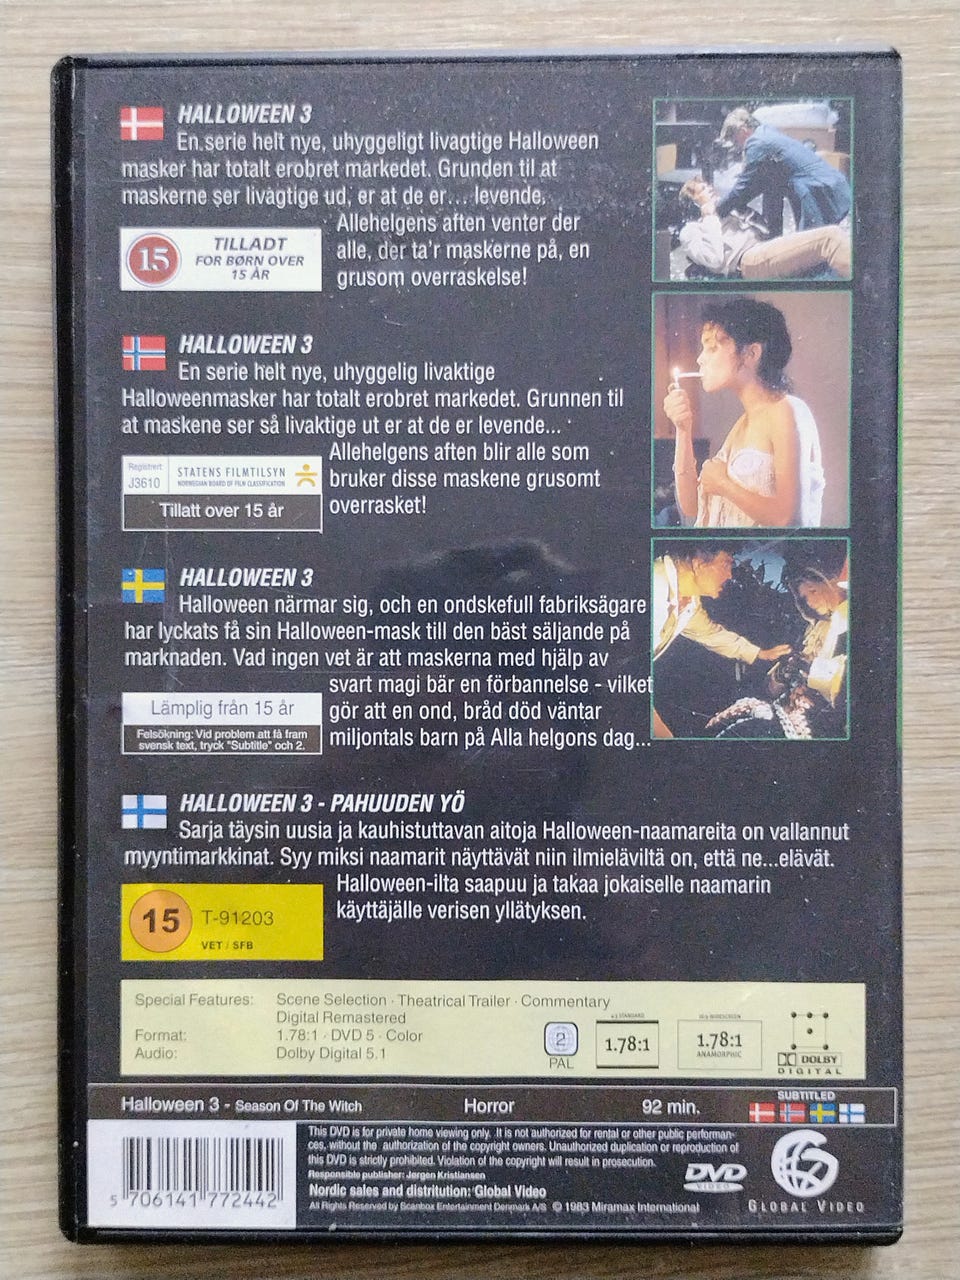 HALLOWEEN 3
En serie helt nye, uhyggeligt livagtige Halloween
masker har totalt erobret markedet. Grunden til at
maskerne ser livagtige ud, er at de er... levende.
Allehelgens aften venter der
alle, der ta'r maskerne på, en
grusom overraskelse!
15
TILLADT
FOR BØRN OVER
15 ÅR
HALLOWEEN 3
En serie helt nye, uhyggelig livaktige
Halloweenmasker har totalt erobret markedet. Grunnen til
at maskene ser så livaktige ut er at de er levende...
Allehelgens aften blir alle som
bruker disse maskene grusomt
overrasket!
Registrert
J3610
STATENS FILMTILSYN
NORWEGIAN BOARD OF FILM CLASSIFICATION
Tillatt over 15 år
HALLOWEEN 3
Halloween närmar sig, och en ondskefull fabriksägare
har lyckats få sin Halloween-mask till den bäst säljande på
marknaden. Vad ingen vet är att maskerna med hjälp av
svart magi bär en förbannelse - vilket
gör att en ond, bråd död väntar
miljontals barn på Alla helgons dag...
Lämplig från 15 år
Felsökning: Vid problem att få fram
svensk text, tryck "Subtitle" och 2.
HALLOWEEN 3 - PAHUUDEN YÖ
Sarja täysin uusia ja kauhistuttavan aitoja Halloween-naamareita on vallannut
myyntimarkkinat. Syy miksi naamarit näyttävät niin ilmieläviltä on, että ne...elävät.
Halloween-ilta saapuu ja takaa jokaiselle naamarin
käyttäjälle verisen yllätyksen.
15
T-91203
VET / SFB
Special Features: Scene Selection · Theatrical Trailer · Commentary
Digital Remastered
Format: 1.78:1 · DVD 5 · Color
Audio: Dolby Digital 5.1
2
PAL
4:3 STANDARD
1.78:1
16:9 WIDESCREEN
1.78:1
ANAMORPHIC
DOLBY
DIGITAL
Halloween 3 - Season Of The Witch Horror 92 min.
SUBTITLED
5 706141 772442
This DVD is for private home viewing only. It is not authorized for rental or other public performan-
ces, without the authorization of the copyright owners. Unauthorized duplication or reproduction of
this DVD is strictly prohibited. Violation of the copyright will result in prosecution.
Responsible publisher: Jørgen Kristiansen
Nordic sales and distritution: Global Video
All Rights Reserved by Scanbox Entertainment Denmark A/S © 1983 Miramax International
DVD
VIDEO
GLOBAL VIDEO